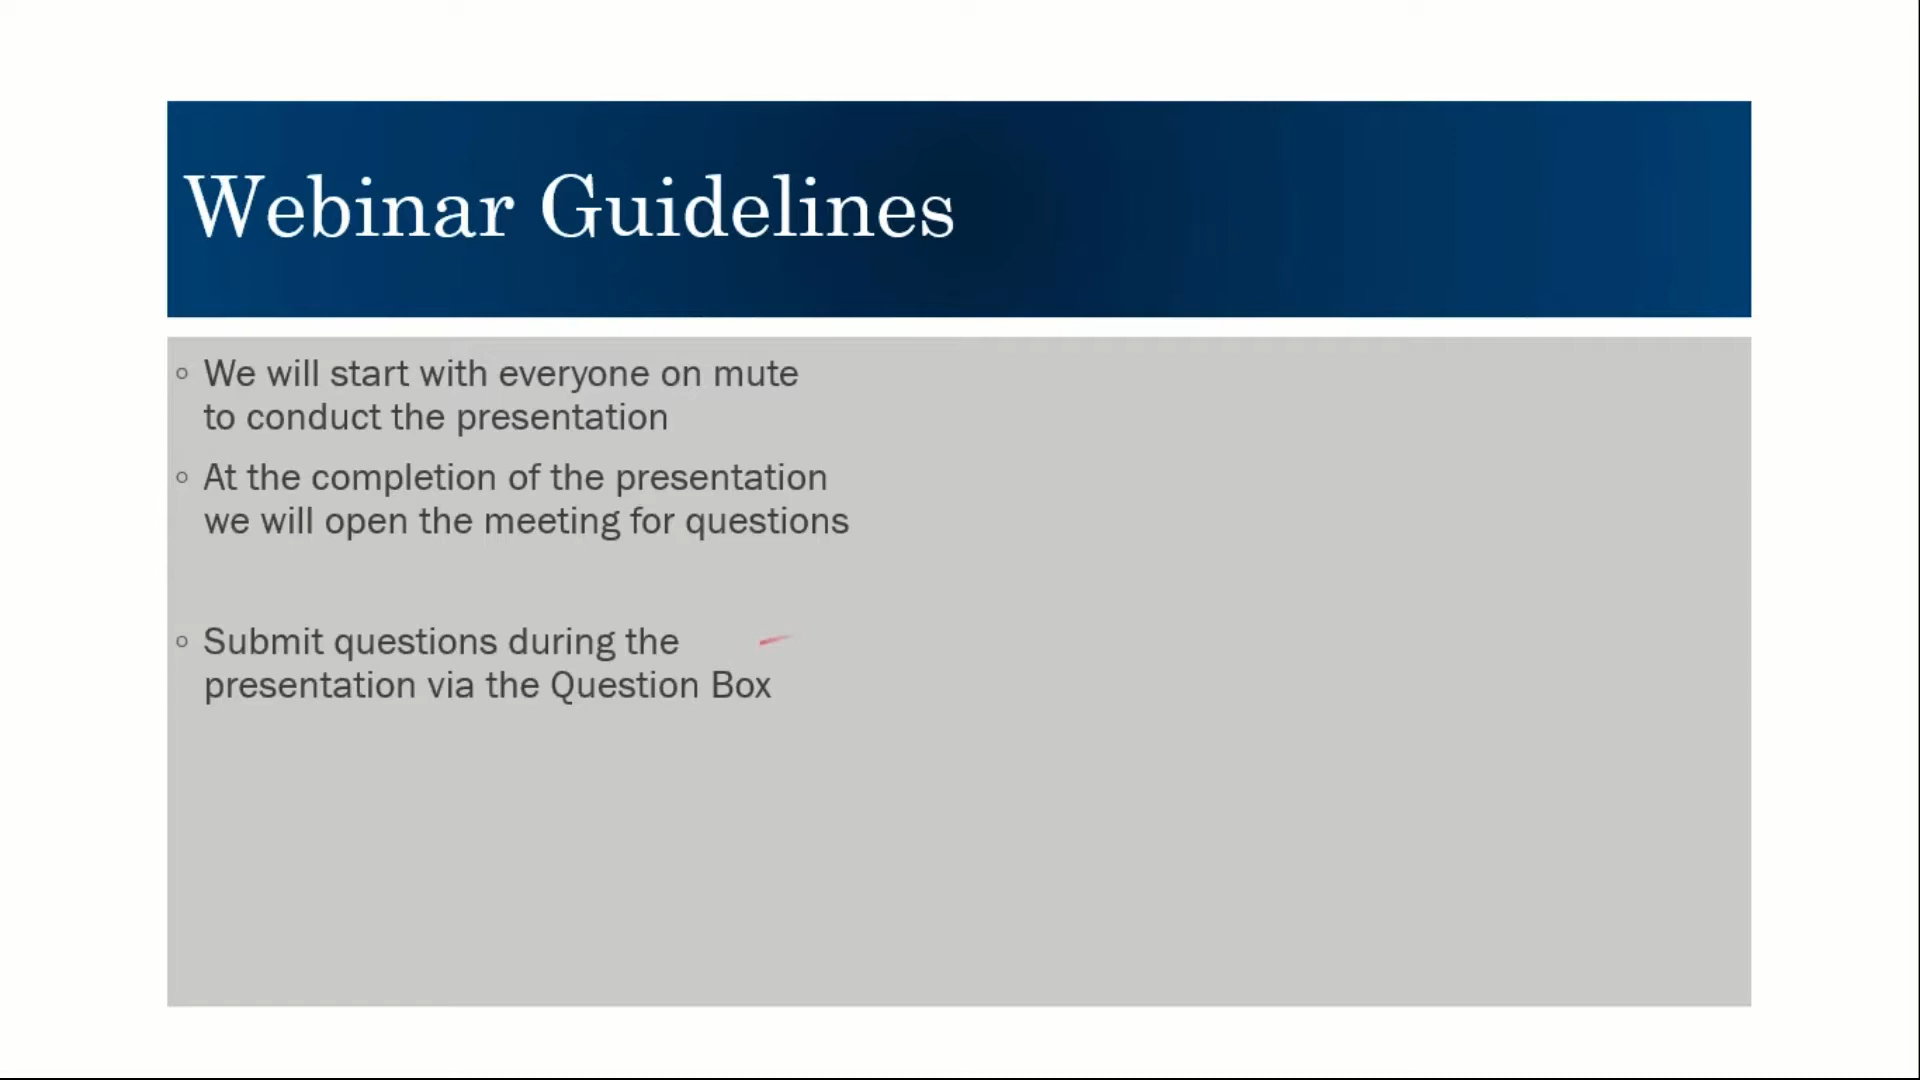 Webinar Guidelines
We will start with everyone on mute
to conduct the presentation
At the completion of the presentation
we will open the meeting for questions
Submit questions during the
presentation via the Question Box